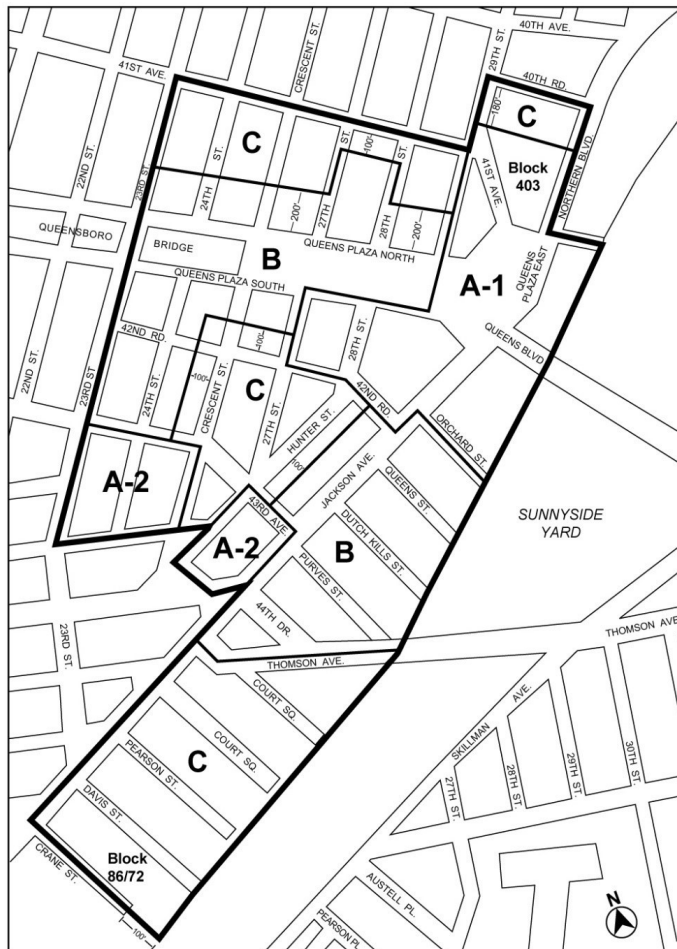 40TH AVE.
41ST AVE.
CRESCENT ST.
29TH ST.
40TH RD.
180'
C
NORTHERN BLVD.
22ND ST.
23RD ST.
C
24TH ST.
ST.
100'
ST.
41ST AVE.
Block
403
200'
27TH
28TH
200'
QUEENSBORO
BRIDGE
QUEENS PLAZA NORTH
B
QUEENS PLAZA SOUTH
A-1
QUEENS
PLAZA EAST
QUEENS BLVD
42ND RD.
100'
28TH ST.
22ND ST.
23RD ST
24TH ST.
100'
CRESCENT ST.
C
27TH ST.
42ND RD.
ORCHARD ST.
HUNTER ST.
100'
JACKSON AVE.
QUEENS ST.
A-2
43RD AVE
DUTCH KILLS ST.
SUNNYSIDE
YARD
A-2
B
PURVES ST.
44TH DR.
23RD ST.
THOMSON AVE.
THOMSON AVE.
COURT SQ.
COURT SQ.
C
PEARSON ST.
DAVIS ST.
SKILLMAN AVE.
27TH ST.
28TH ST.
29TH ST.
30TH ST.
Block
86/72
CRANE ST.
100'
AUSTELL PL.
PEARSON PL.
N